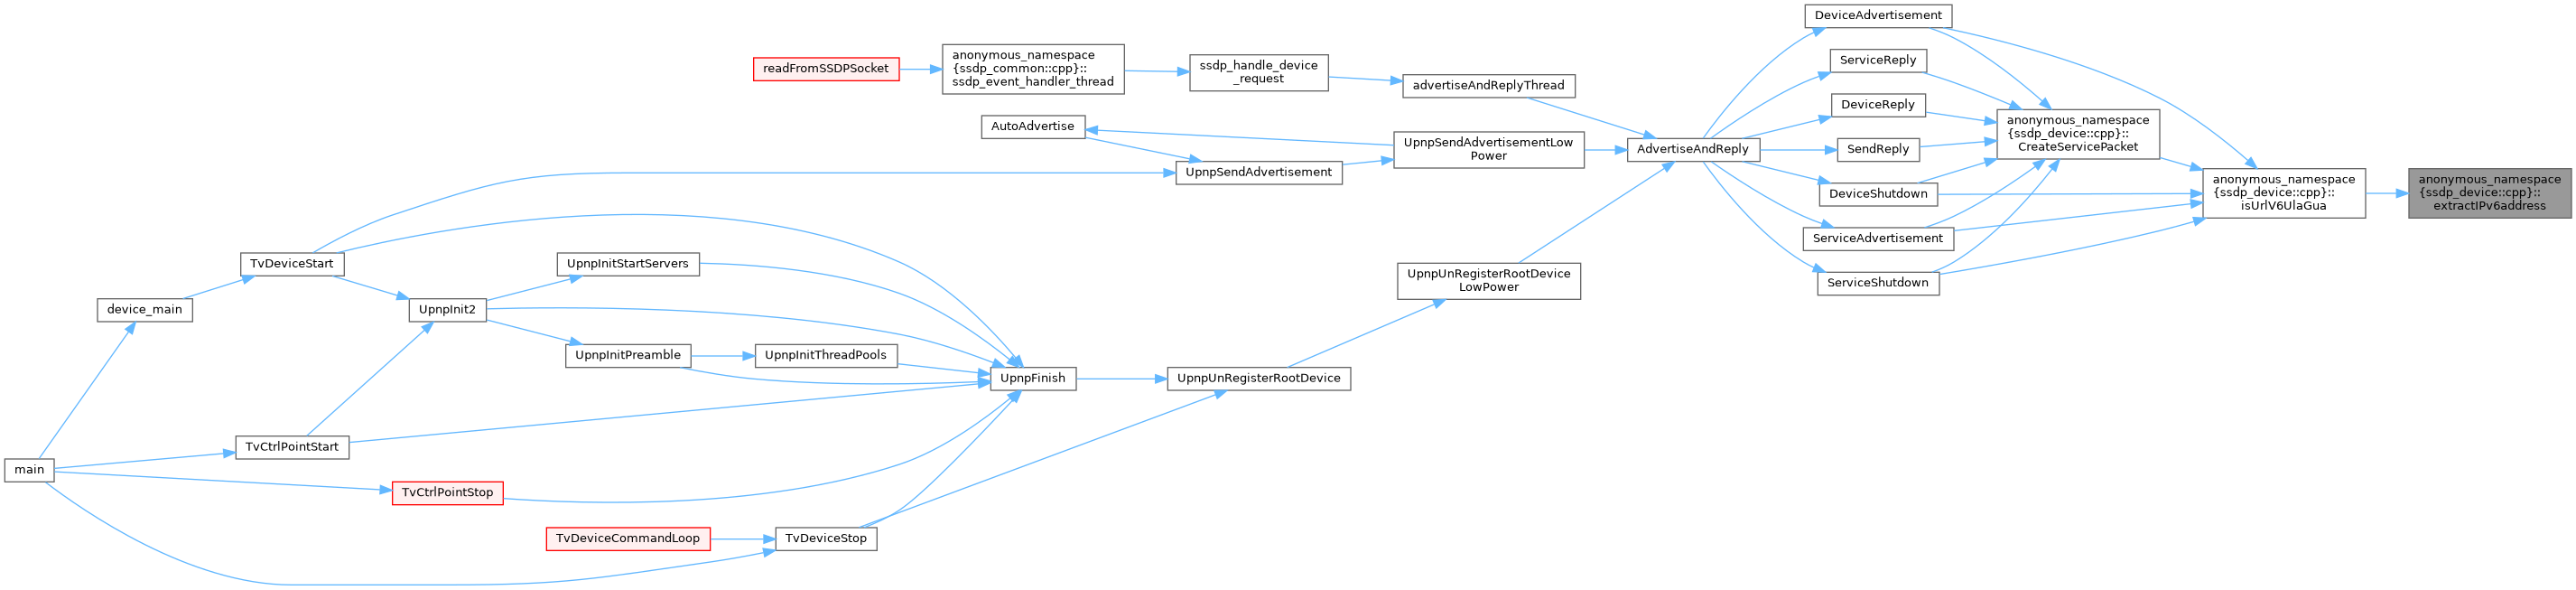 DeviceAdvertisement
readFromSSDPSocket
anonymous_namespace
{ssdp_common::cpp}::
ssdp_event_handler_thread
ssdp_handle_device
_request
advertiseAndReplyThread
ServiceReply
DeviceReply
AutoAdvertise
UpnpSendAdvertisementLow
Power
AdvertiseAndReply
SendReply
anonymous_namespace
{ssdp_device::cpp}::
CreateServicePacket
UpnpSendAdvertisement
DeviceShutdown
anonymous_namespace
{ssdp_device::cpp}::
isUrlV6UlaGua
anonymous_namespace
{ssdp_device::cpp}::
extractIPv6address
ServiceAdvertisement
TvDeviceStart
UpnpInitStartServers
UpnpUnRegisterRootDevice
LowPower
ServiceShutdown
device_main
UpnpInit2
UpnpInitPreamble
UpnpInitThreadPools
UpnpFinish
UpnpUnRegisterRootDevice
TvCtrlPointStart
main
TvCtrlPointStop
TvDeviceCommandLoop
TvDeviceStop